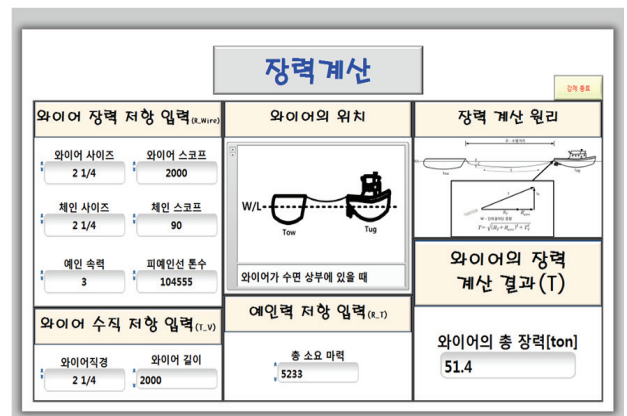 장력계산
강제 종료
와이어 장력 저항 입력(R_Wire)
와이어 사이즈 와이어 스코프
2 1/4 2000
체인 사이즈 체인 스코프
2 1/4 90
예인 속력 피예인선 톤수
3 104555
와이어 수직 저항 입력(T_V)
와이어직경 와이어 길이
2 1/4 2000
와이어의 위치
W/L
Tow Tug
와이어가 수면 상부에 있을 때
예인력 저항 입력(R_T)
총 소요 마력
5233
장력 계산 원리
Tow Tug
와이어의 장력
계산 결과(T)
와이어의 총 장력[ton]
51.4